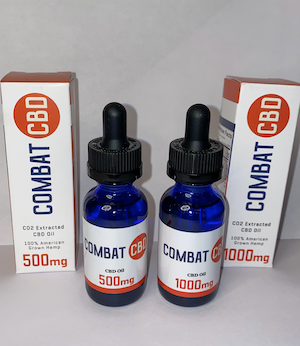 COMBAT CBD
CO2 Extracted
CBD Oil
100% American
Grown Hemp
500mg
COMBAT CBD
CBD Oil
500mg
COMBAT CBD
CBD Oil
1000mg
COMBAT CBD
CO2 Extracted
CBD Oil
100% American
Grown Hemp
1000mg